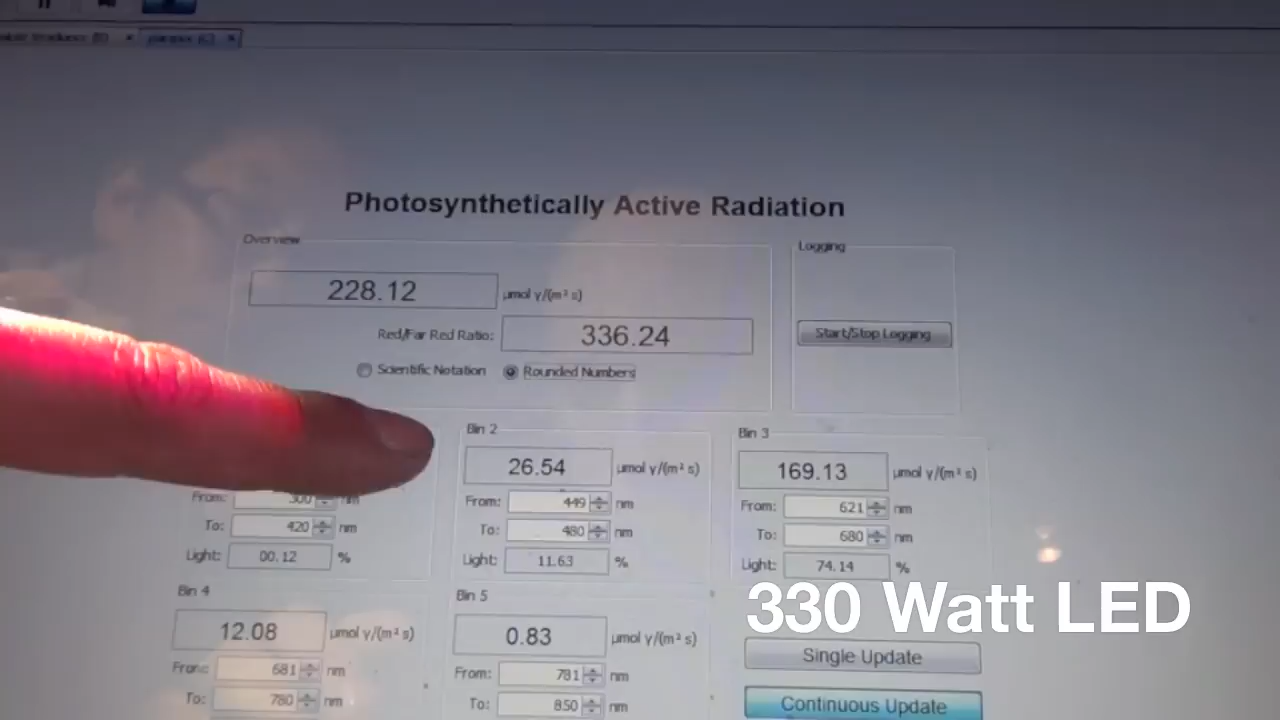 Photosynthetically Active Radiation
Overview
Logging
228.12 µmol γ/(m² s)
Red/Far Red Ratio: 336.24
Start/Stop Logging
Scientific Notation Rounded Numbers
Bin 2
Bin 3
26.54 µmol γ/(m² s)
169.13 µmol γ/(m² s)
From: 300 nm
From: 449 nm
From: 621 nm
To: 420 nm
To: 480 nm
To: 680 nm
Light: 00.12 %
Light: 11.63 %
Light: 74.14 %
330 Watt LED
Bin 4
Bin 5
12.08 µmol γ/(m² s)
0.83 µmol γ/(m² s)
Single Update
From: 681 nm
From: 781 nm
To: 780 nm
To: 850 nm
Continuous Update